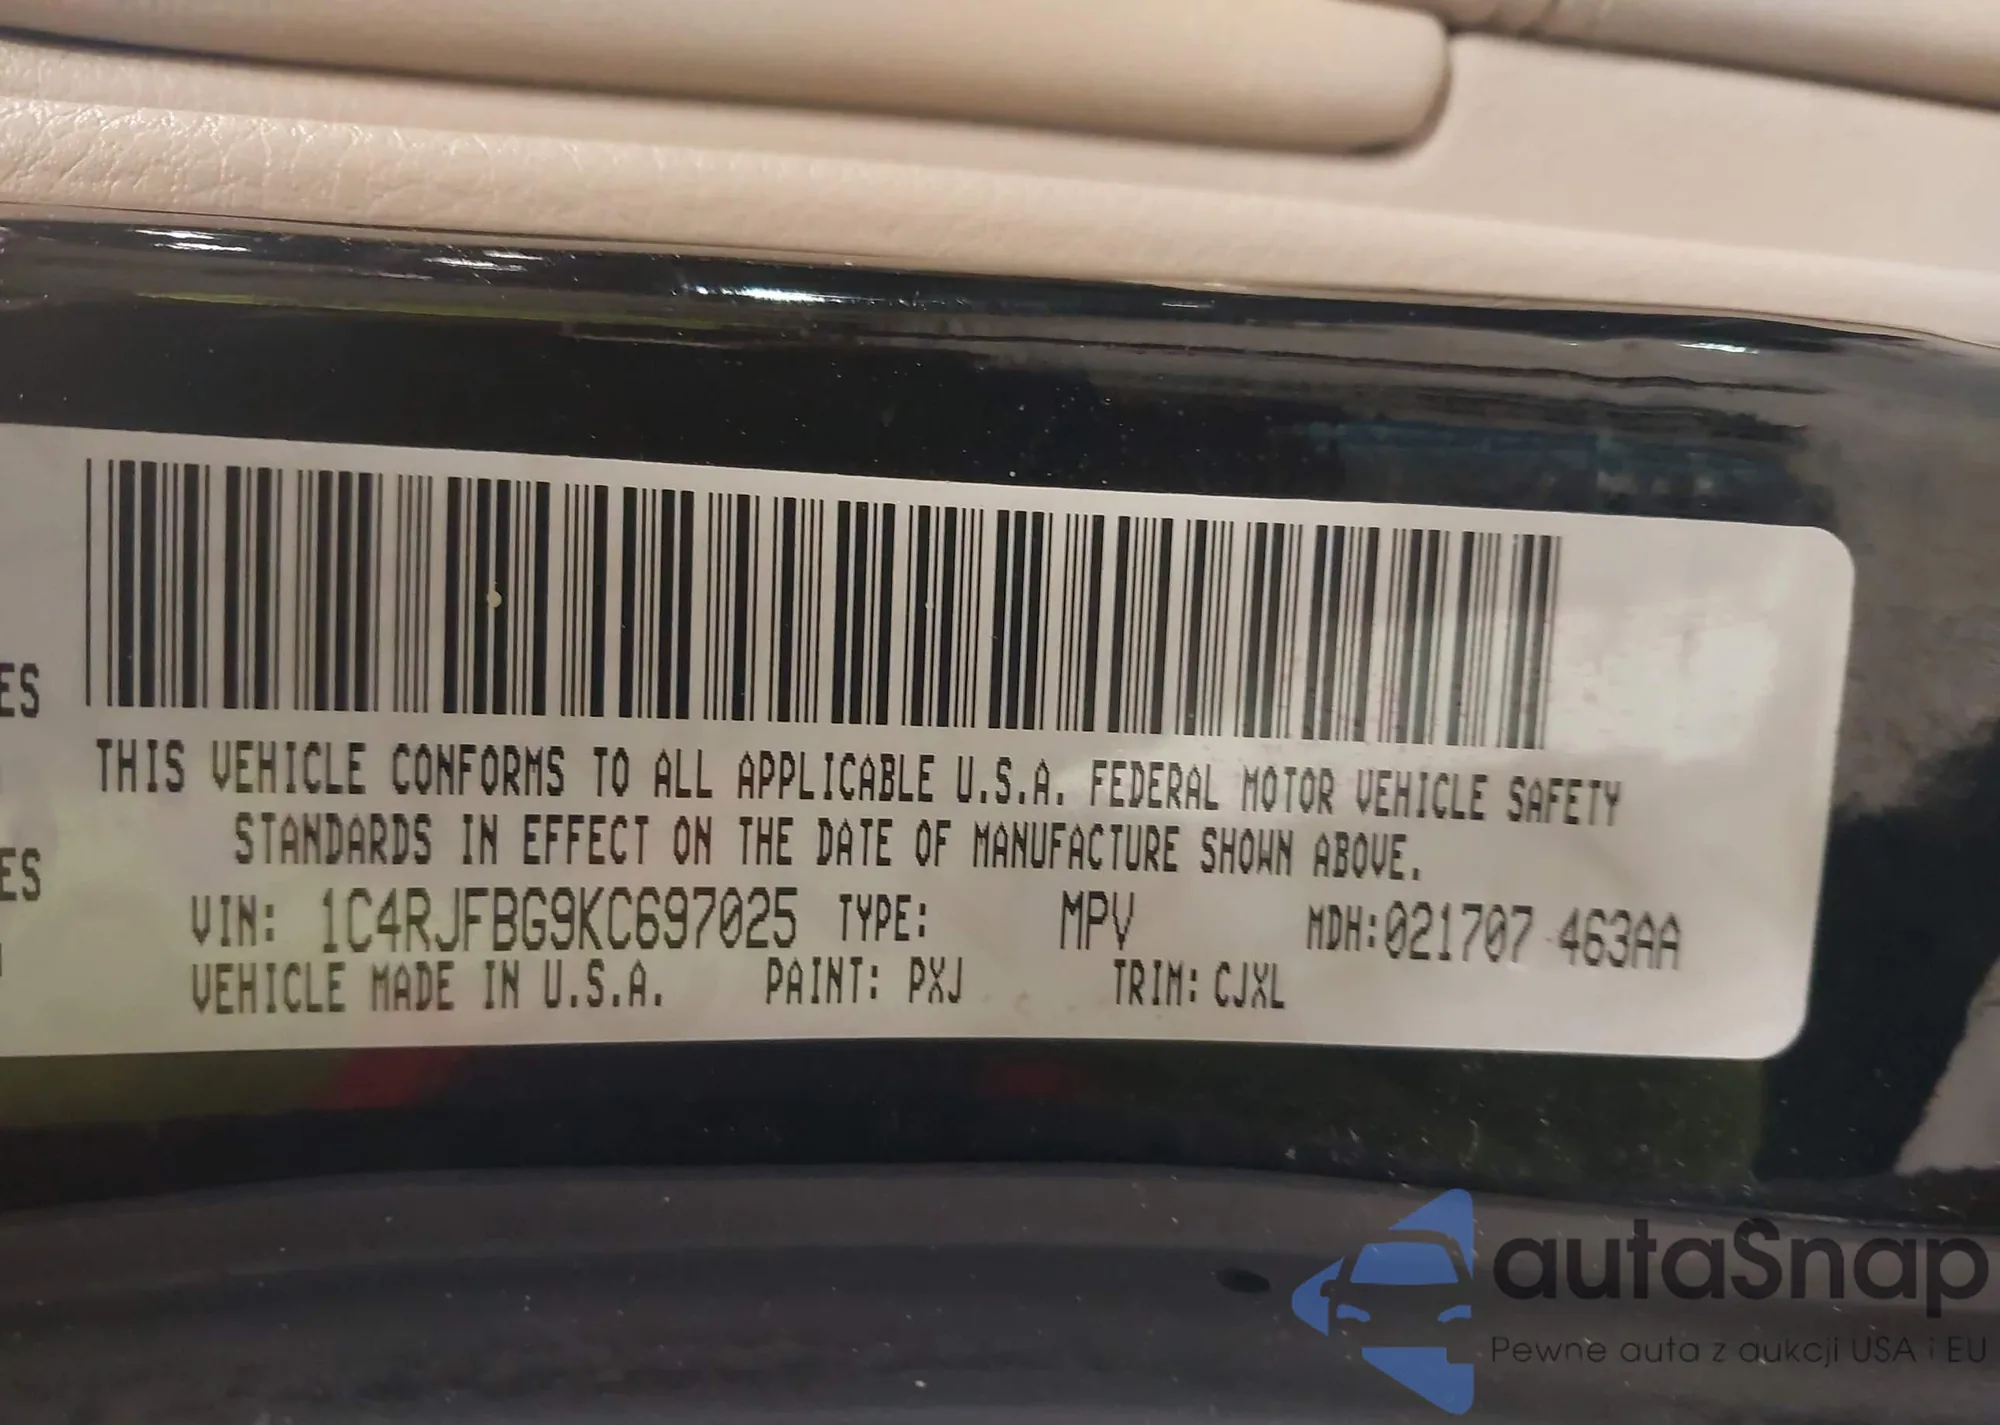 ES
THIS VEHICLE CONFORMS TO ALL APPLICABLE U.S.A. FEDERAL MOTOR VEHICLE SAFETY
STANDARDS IN EFFECT ON THE DATE OF MANUFACTURE SHOWN ABOVE.
ES
VIN: 1C4RJFBG9KC697025 TYPE: MPV MDH:021707 463AA
VEHICLE MADE IN U.S.A. PAINT: PXJ TRIM: CJXL
autaSnap
Pewne auta z aukcji USA i EU